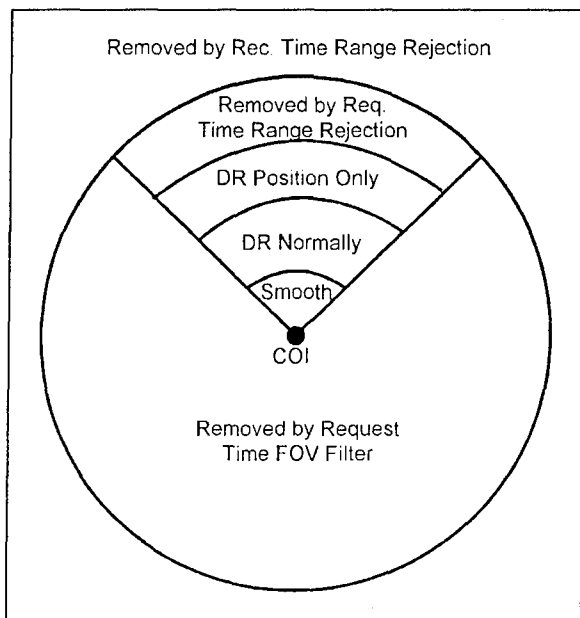 Removed by Rec. Time Range Rejection
Removed by Req.
Time Range Rejection
DR Position Only
DR Normally
Smooth
COI
Removed by Request
Time FOV Filter